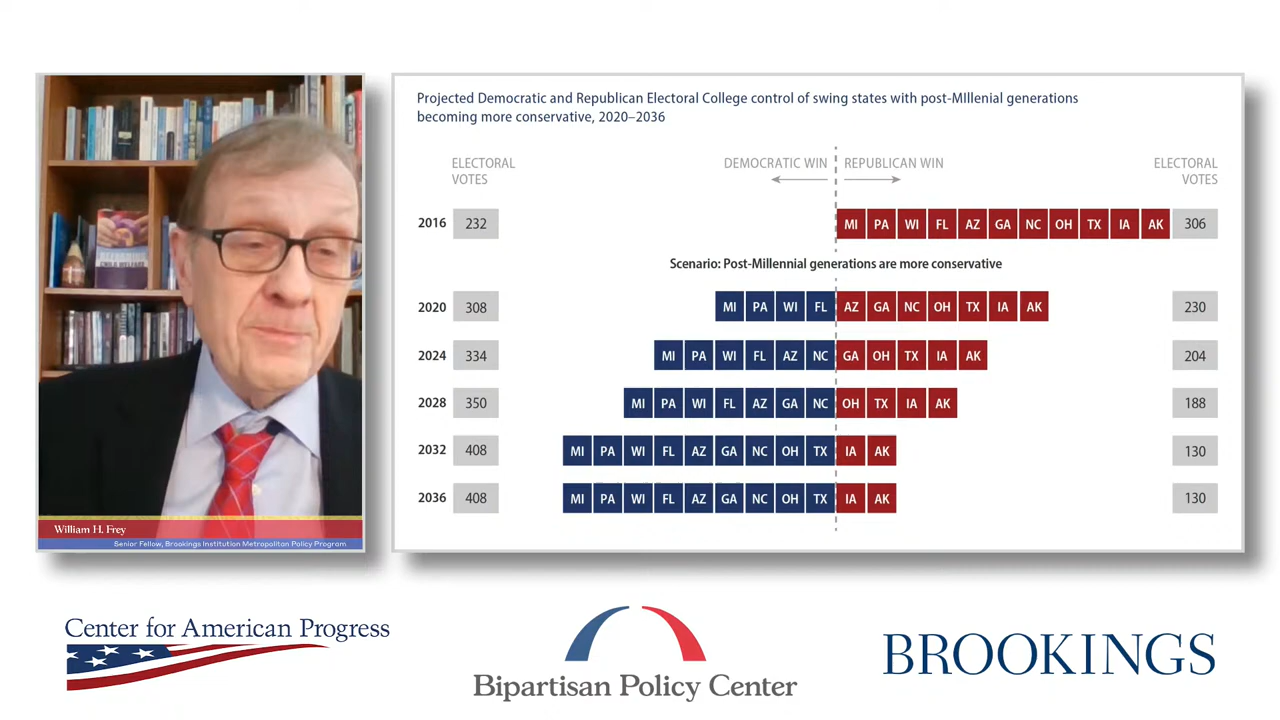 Projected Democratic and Republican Electoral College control of swing states with post-MIllenial generations
becoming more conservative, 2020–2036
ELECTORAL VOTES
DEMOCRATIC WIN
REPUBLICAN WIN
ELECTORAL VOTES
2016 232 MI PA WI FL AZ GA NC OH TX IA AK 306
Scenario: Post-Millennial generations are more conservative
2020 308 MI PA WI FL AZ GA NC OH TX IA AK 230
2024 334 MI PA WI FL AZ NC GA OH TX IA AK 204
2028 350 MI PA WI FL AZ GA NC OH TX IA AK 188
2032 408 MI PA WI FL AZ GA NC OH TX IA AK 130
2036 408 MI PA WI FL AZ GA NC OH TX IA AK 130
William H. Frey
Senior Fellow, Brookings Institution Metropolitan Policy Program
Center for American Progress
Bipartisan Policy Center
BROOKINGS